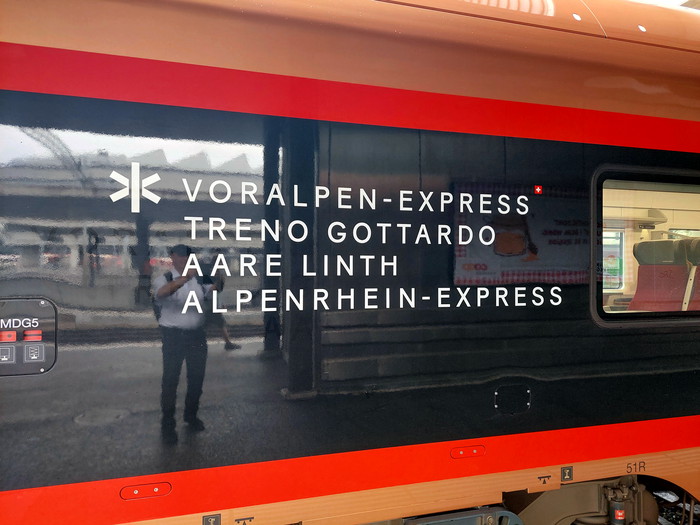 VORALPEN-EXPRESS
TRENO GOTTARDO
AARE LINTH
ALPENRHEIN-EXPRESS
MDG5
51R